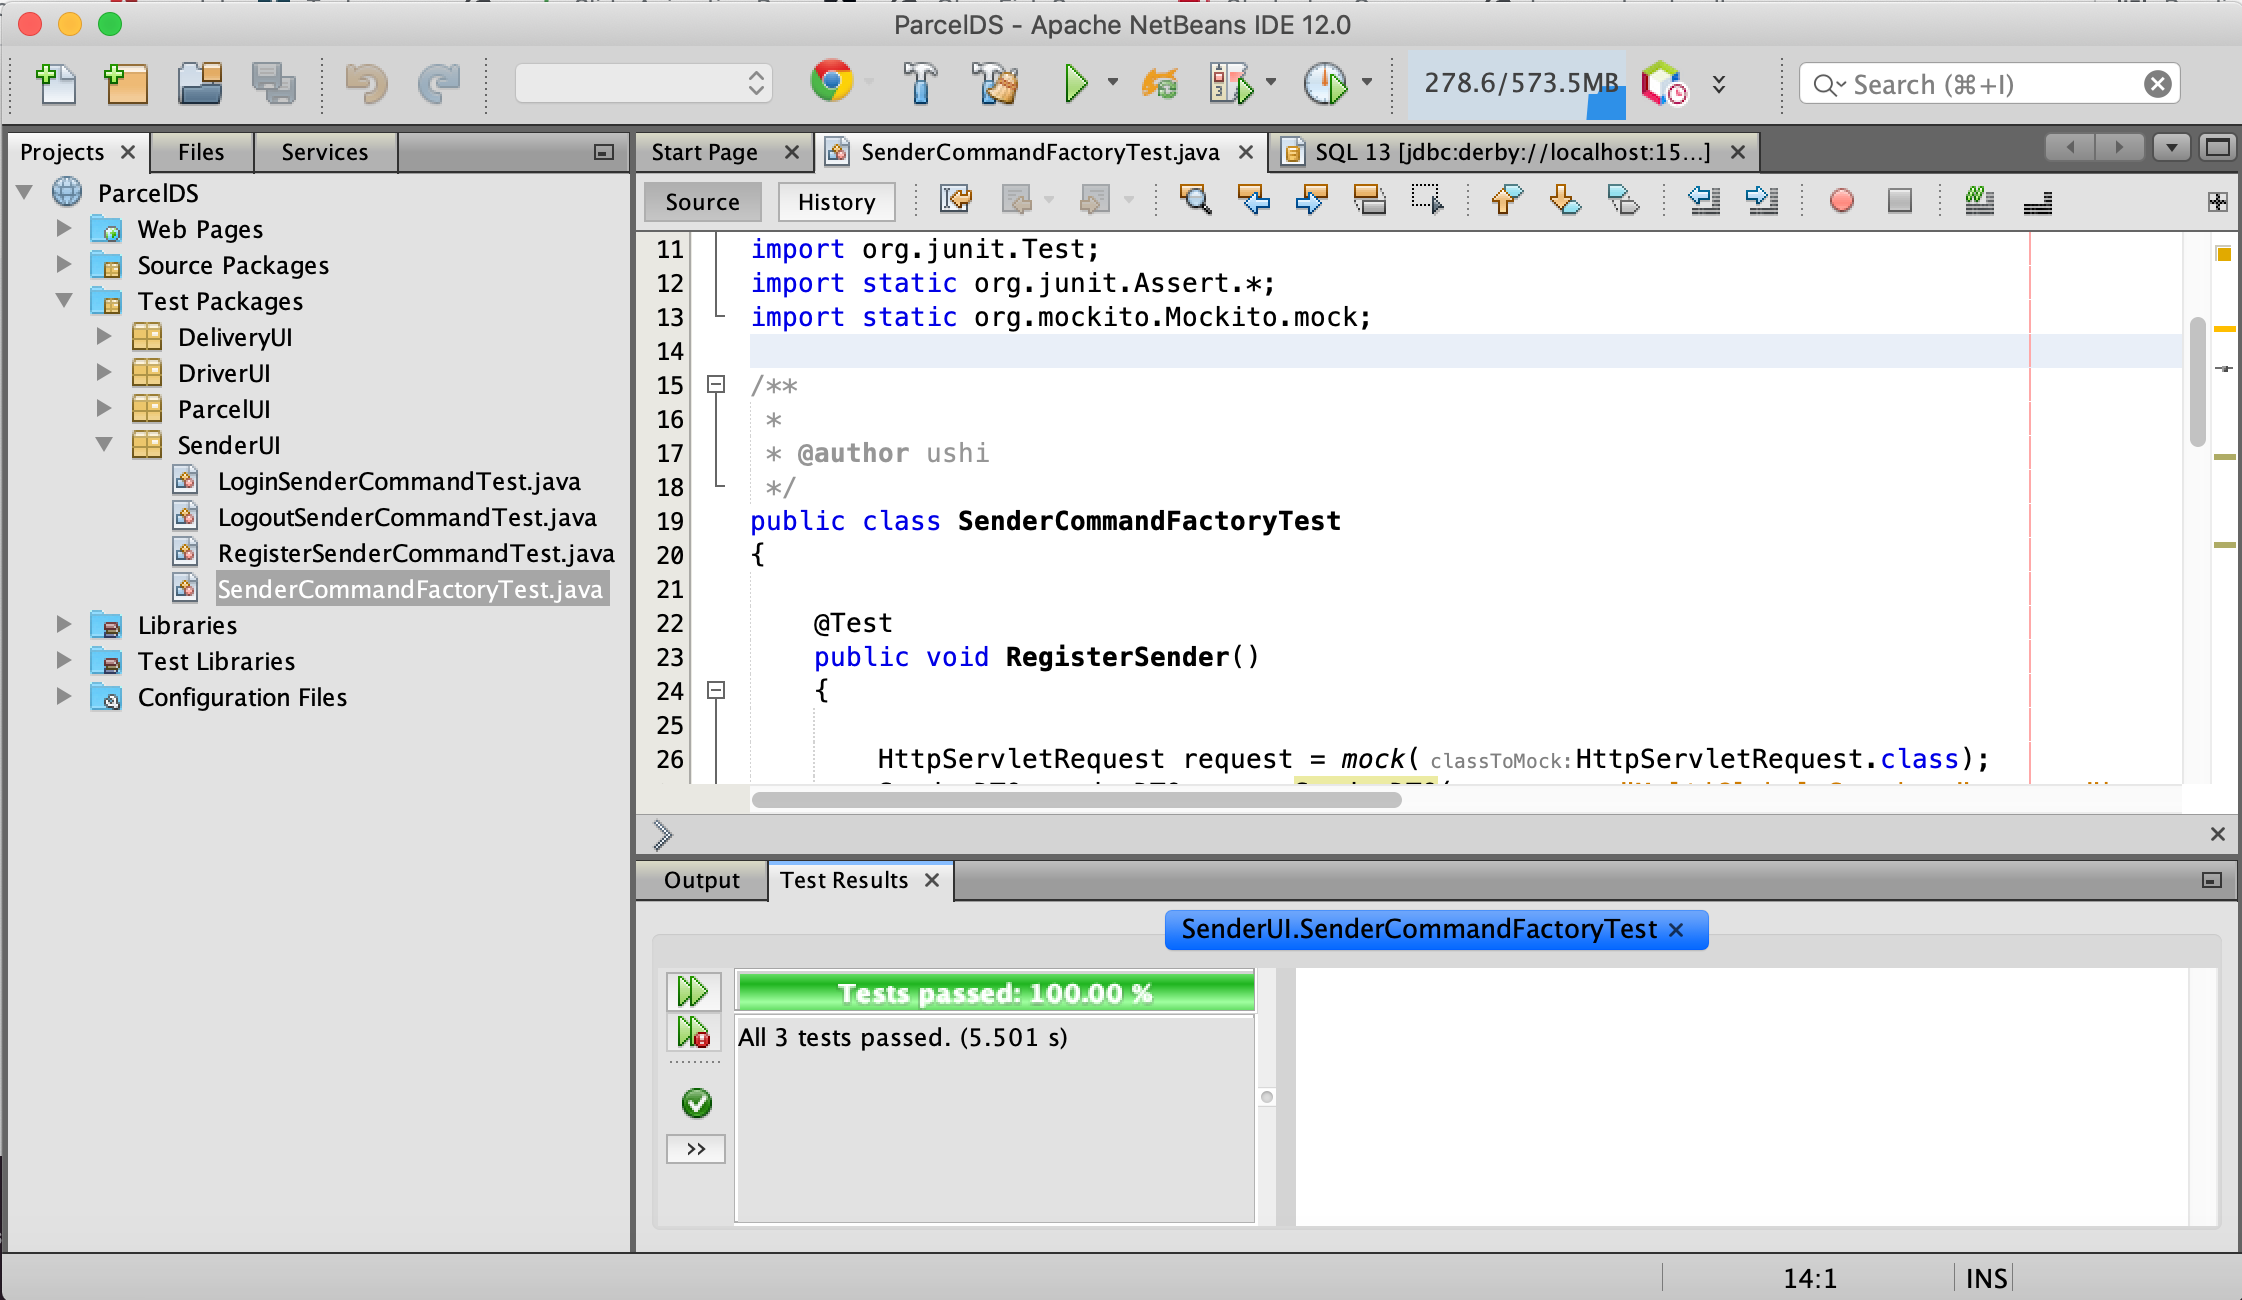 ParcelDS - Apache NetBeans IDE 12.0
278.6/573.5MB
Search (⌘+I)
Projects
Files
Services
ParcelDS
Web Pages
Source Packages
Test Packages
DeliveryUI
DriverUI
ParcelUI
SenderUI
LoginSenderCommandTest.java
LogoutSenderCommandTest.java
RegisterSenderCommandTest.java
SenderCommandFactoryTest.java
Libraries
Test Libraries
Configuration Files
Start Page
SenderCommandFactoryTest.java
SQL 13 [jdbc:derby://localhost:15...]
Source
History
11 import org.junit.Test;
12 import static org.junit.Assert.*;
13 import static org.mockito.Mockito.mock;
14
15 /**
16 *
17 * @author ushi
18 */
19 public class SenderCommandFactoryTest
20 {
21
22 @Test
23 public void RegisterSender()
24 {
25
26 HttpServletRequest request = mock( classToMock: HttpServletRequest.class);
Output
Test Results
SenderUI.SenderCommandFactoryTest
Tests passed: 100.00 %
All 3 tests passed. (5.501 s)
>>
14:1
INS